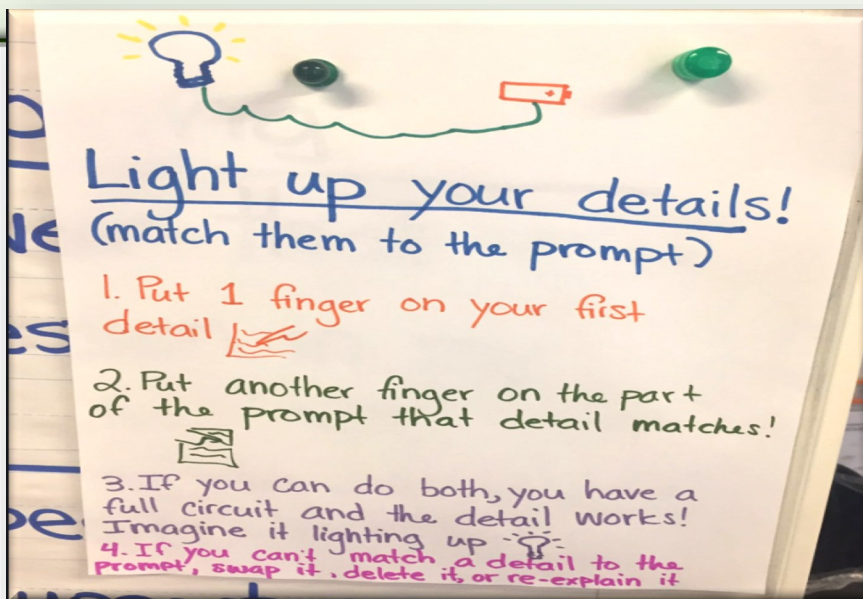 Light up your details!
(match them to the prompt)
1. Put 1 finger on your first
detail
2. Put another finger on the part
of the prompt that detail matches!
3. If you can do both, you have a
full circuit and the detail works!
Imagine it lighting up
4. If you can't match a detail to the
prompt, swap it, delete it, or re-explain it